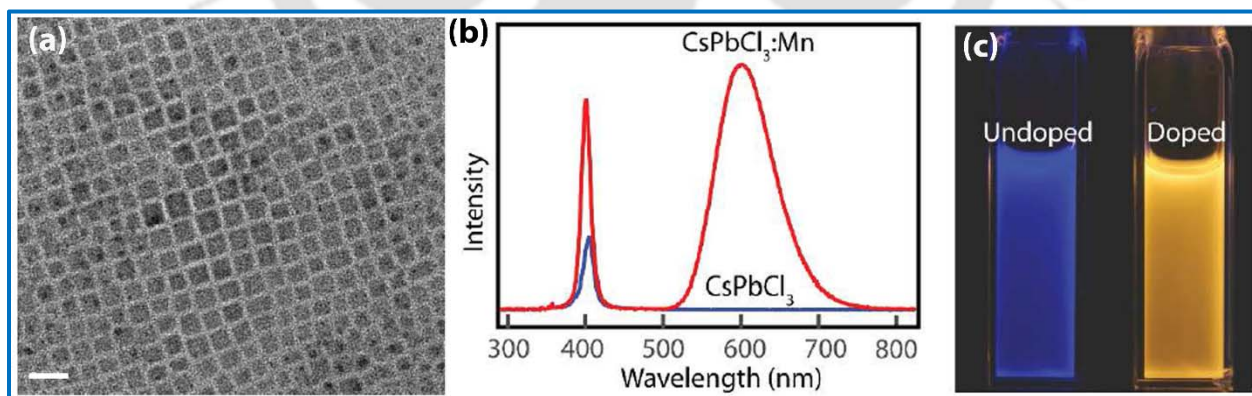 (a)
(b)
CsPbCl₃:Mn
Intensity
CsPbCl₃
300 400 500 600 700 800
Wavelength (nm)
(c)
Undoped Doped